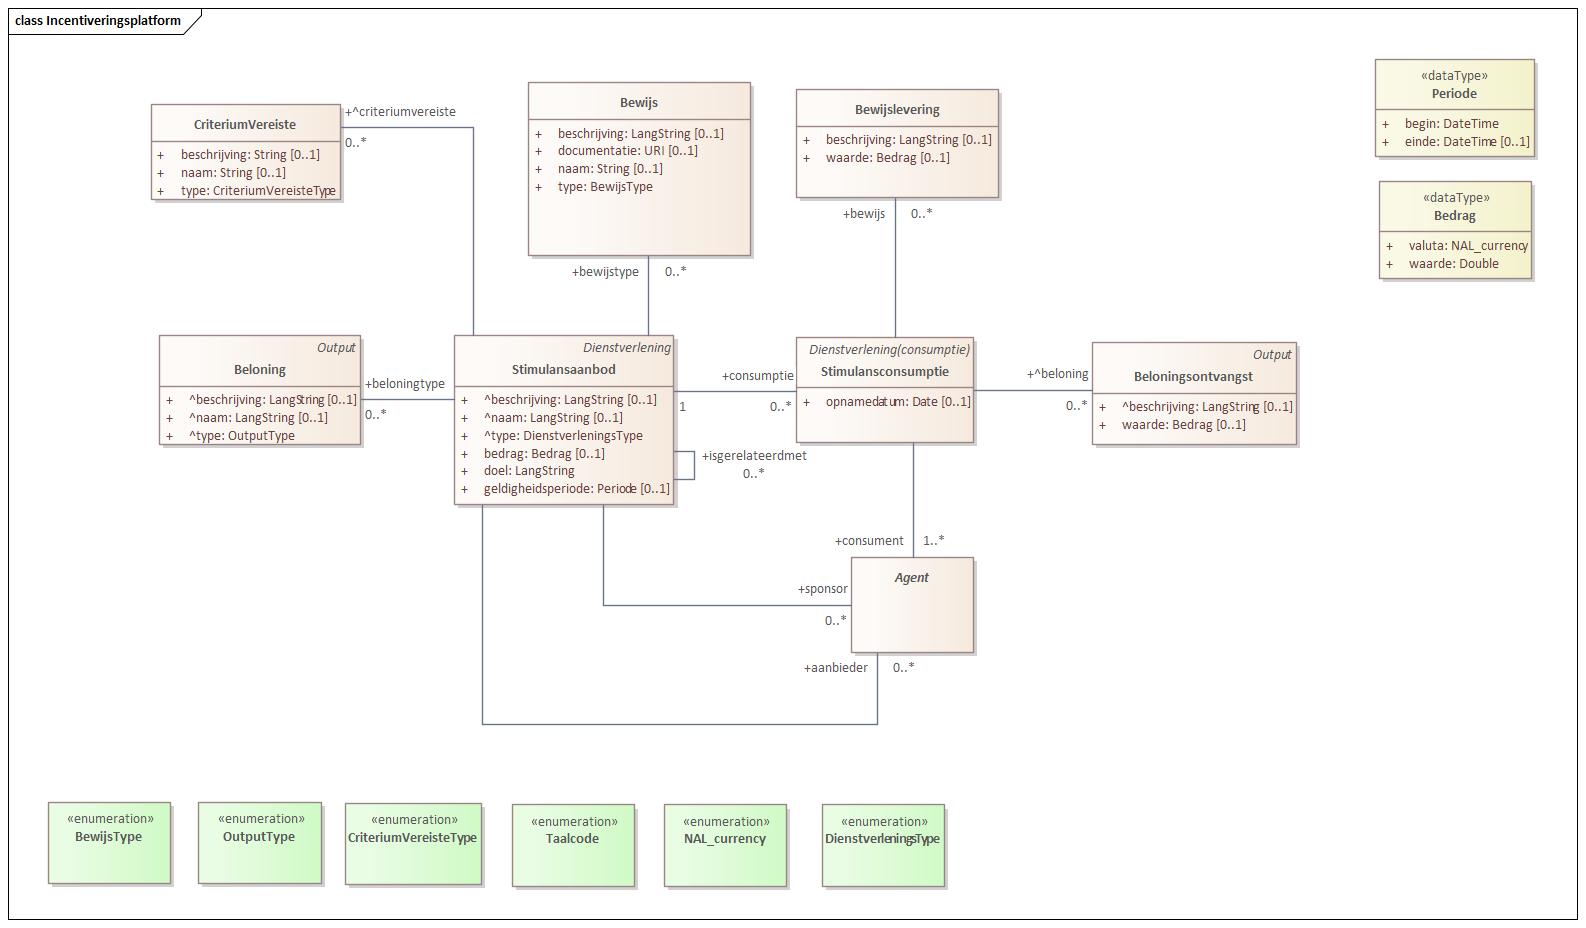 class Incentiveringsplatform
CriteriumVereiste
+ beschrijving: String [0..1]
+ naam: String [0..1]
+ type: CriteriumVereisteType
+^criteriumvereiste
0..*
Bewijs
+ beschrijving: LangString [0..1]
+ documentatie: URI [0..1]
+ naam: String [0..1]
+ type: BewijsType
+bewijstype 0..*
Bewijslevering
+ beschrijving: LangString [0..1]
+ waarde: Bedrag [0..1]
+bewijs 0..*
«dataType»
Periode
+ begin: DateTime
+ einde: DateTime [0..1]
«dataType»
Bedrag
+ valuta: NAL_currency
+ waarde: Double
Output
Beloning
+ ^beschrijving: LangString [0..1]
+ ^naam: LangString [0..1]
+ ^type: OutputType
+beloningtype
0..*
Dienstverlening
Stimulansaanbod
+ ^beschrijving: LangString [0..1]
+ ^naam: LangString [0..1]
+ ^type: DienstverleningsType
+ bedrag: Bedrag [0..1]
+ doel: LangString
+ geldigheidsperiode: Periode [0..1]
+consumptie
1 0..*
+isgerelateerdmet
0..*
Dienstverlening(consumptie)
Stimulansconsumptie
+ opnamedatum: Date [0..1]
+^beloning
0..*
Output
Beloningsontvangst
+ ^beschrijving: LangString [0..1]
+ waarde: Bedrag [0..1]
+consument 1..*
Agent
+sponsor
0..*
+aanbieder 0..*
«enumeration»
BewijsType
«enumeration»
OutputType
«enumeration»
CriteriumVereisteType
«enumeration»
Taalcode
«enumeration»
NAL_currency
«enumeration»
DienstverleningsType